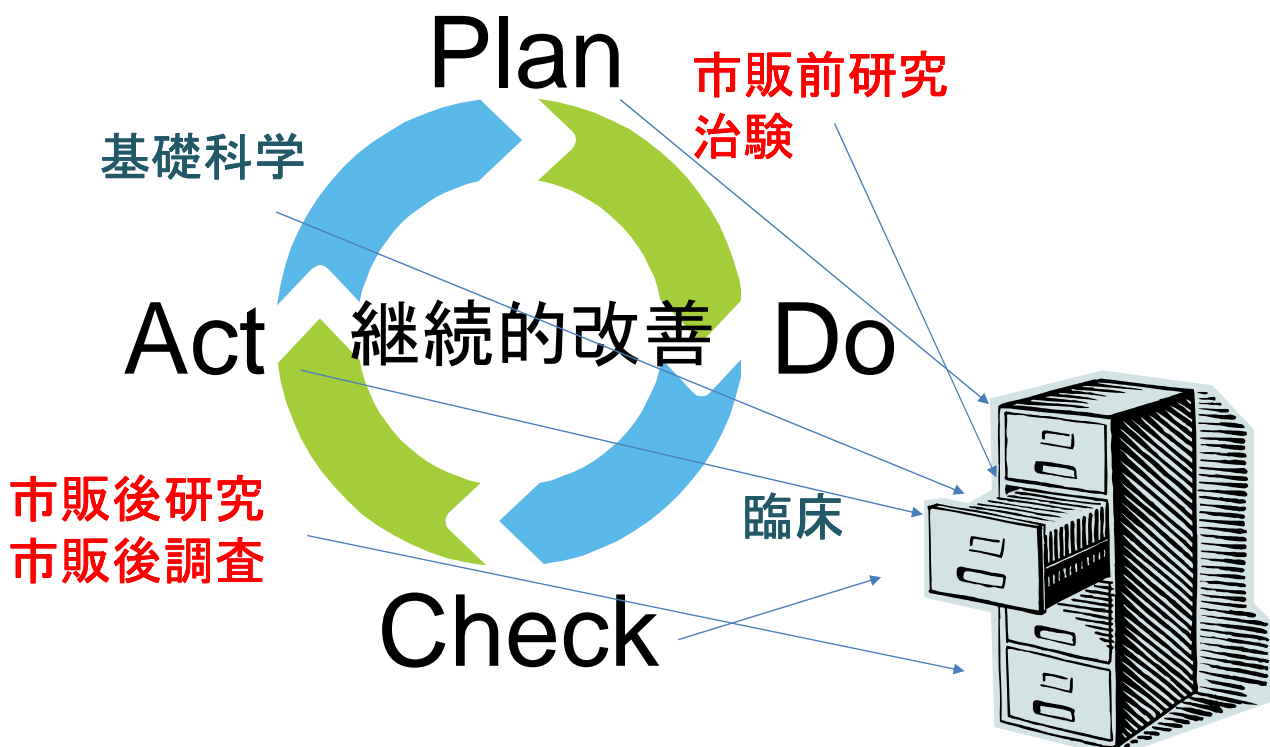 Plan
市販前研究
治験
基礎科学
Act
継続的改善
Do
市販後研究
市販後調査
臨床
Check